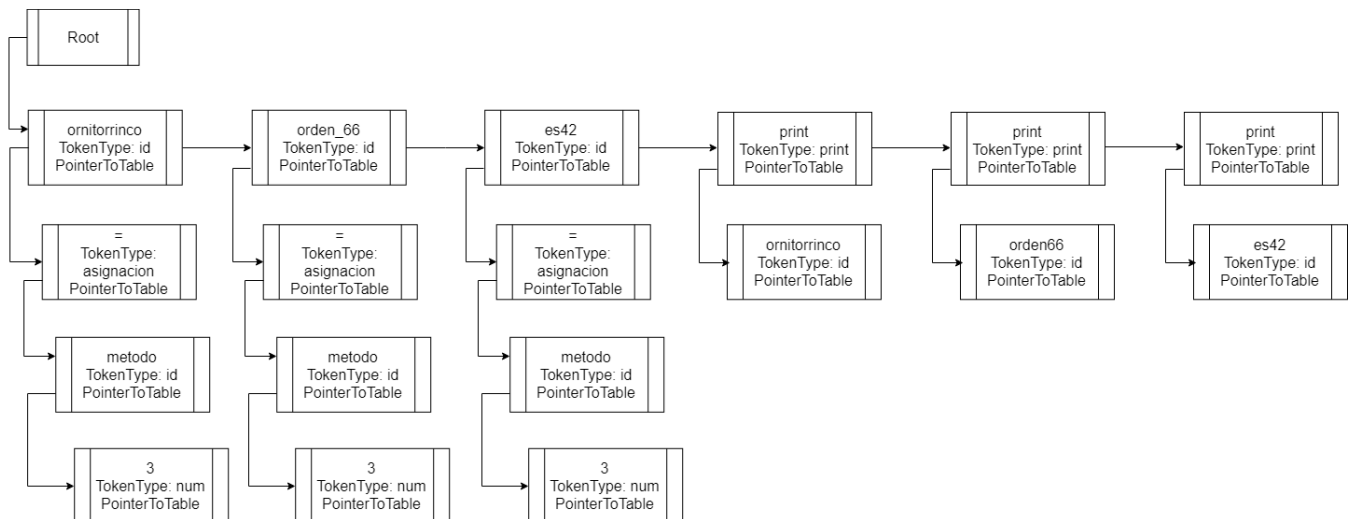 Root
ornitorrinco
TokenType: id
PointerToTable
orden_66
TokenType: id
PointerToTable
es42
TokenType: id
PointerToTable
print
TokenType: print
PointerToTable
print
TokenType: print
PointerToTable
print
TokenType: print
PointerToTable
=
TokenType:
asignacion
PointerToTable
=
TokenType:
asignacion
PointerToTable
=
TokenType:
asignacion
PointerToTable
ornitorrinco
TokenType: id
PointerToTable
orden66
TokenType: id
PointerToTable
es42
TokenType: id
PointerToTable
metodo
TokenType: id
PointerToTable
metodo
TokenType: id
PointerToTable
metodo
TokenType: id
PointerToTable
3
TokenType: num
PointerToTable
3
TokenType: num
PointerToTable
3
TokenType: num
PointerToTable